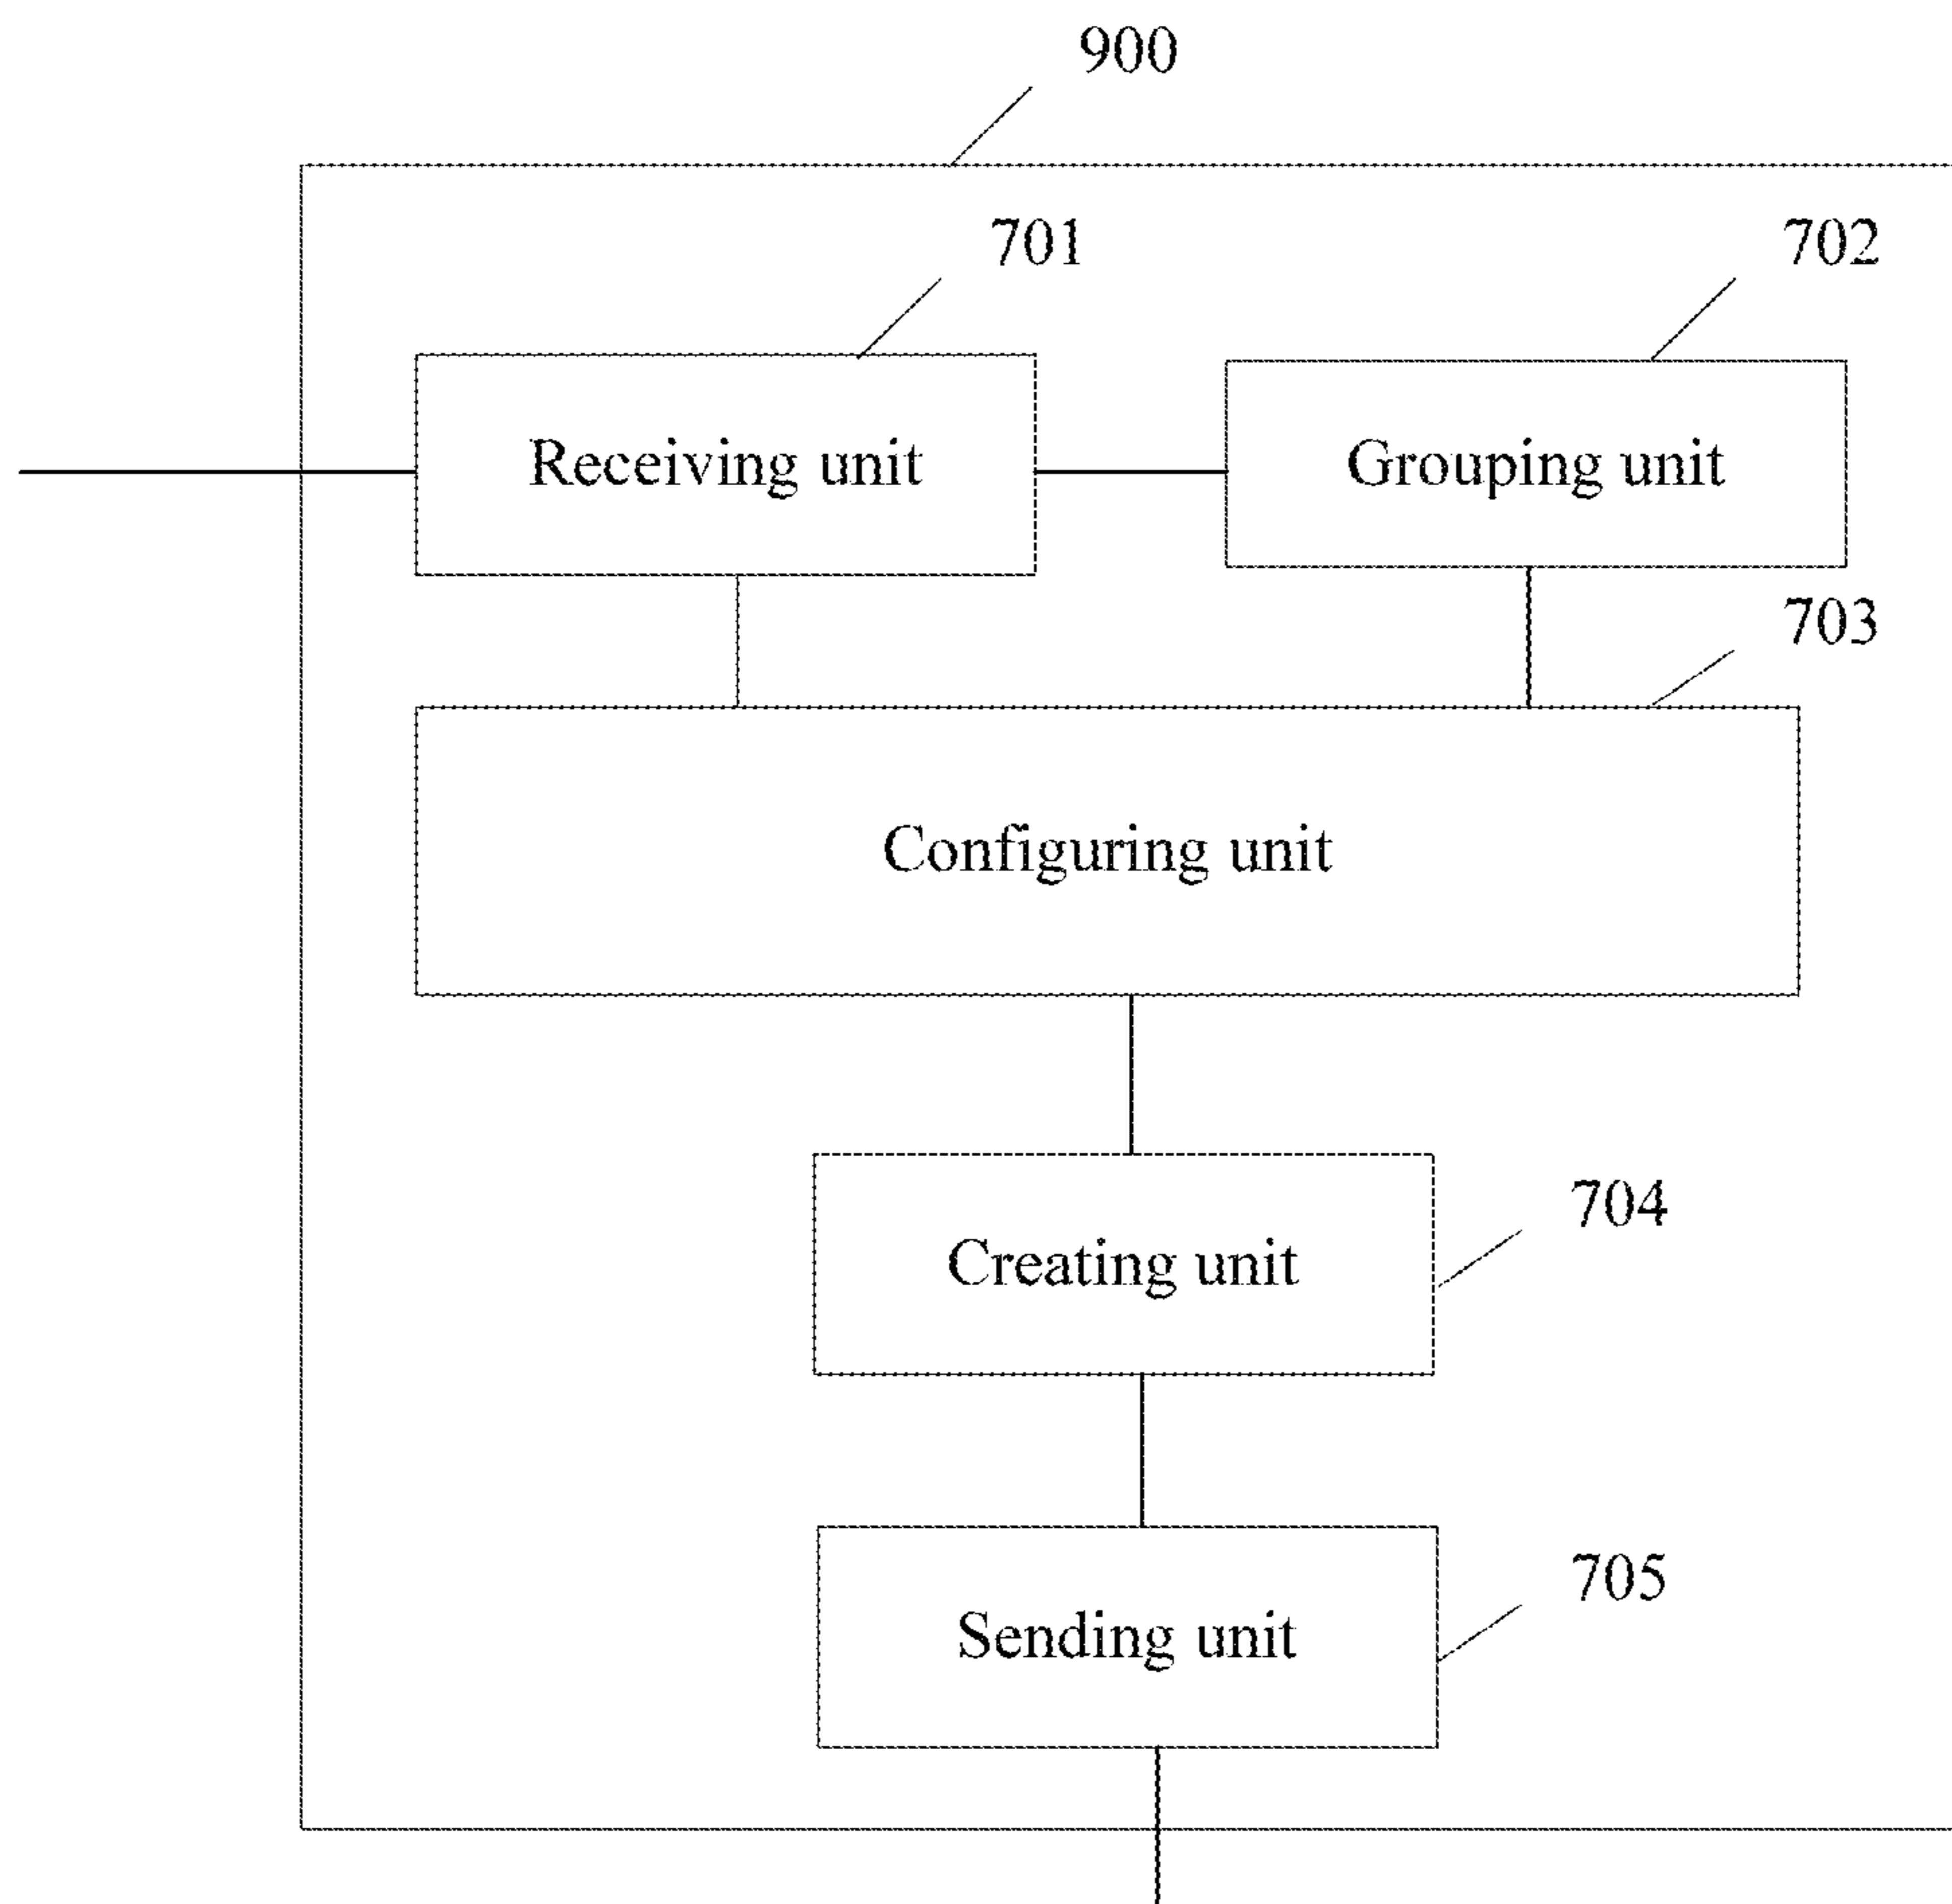 900
701
702
Receiving unit
Grouping unit
703
Configuring unit
704
Creating unit
705
Sending unit